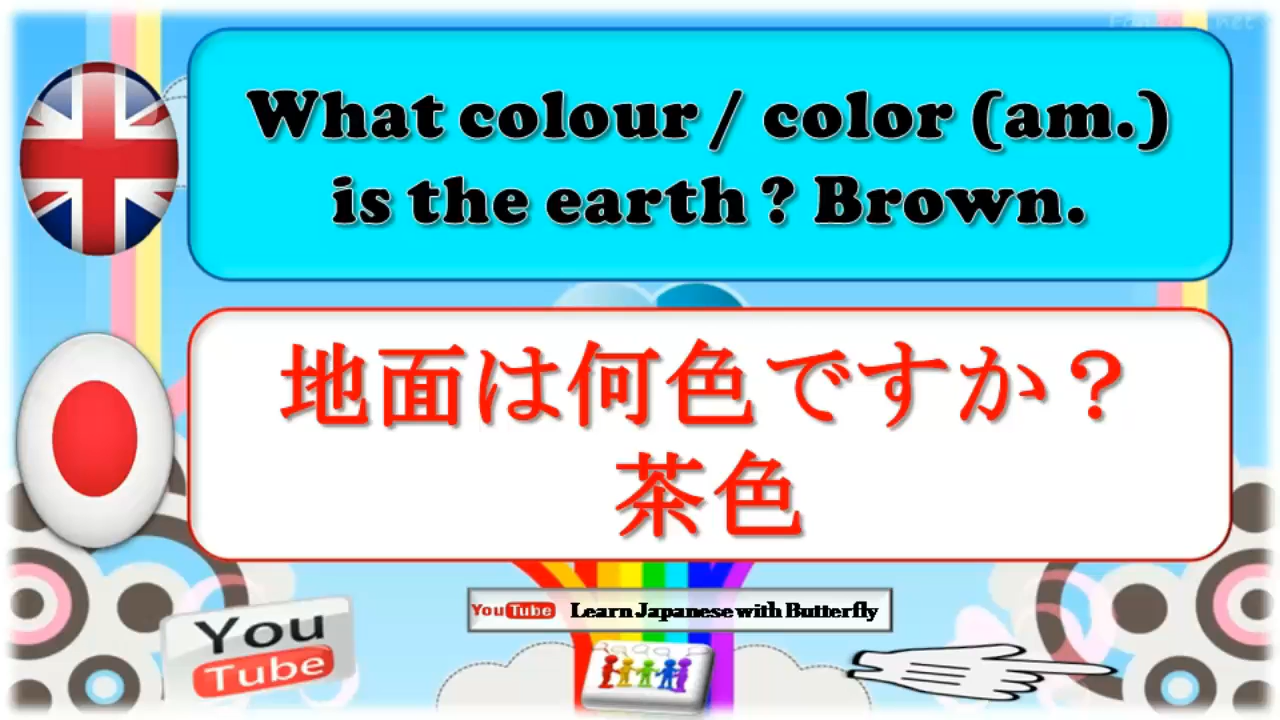 What colour / color (am.)
is the earth ? Brown.
地面は何色ですか？
茶色
YouTube Learn Japanese with Butterfly
You
Tube